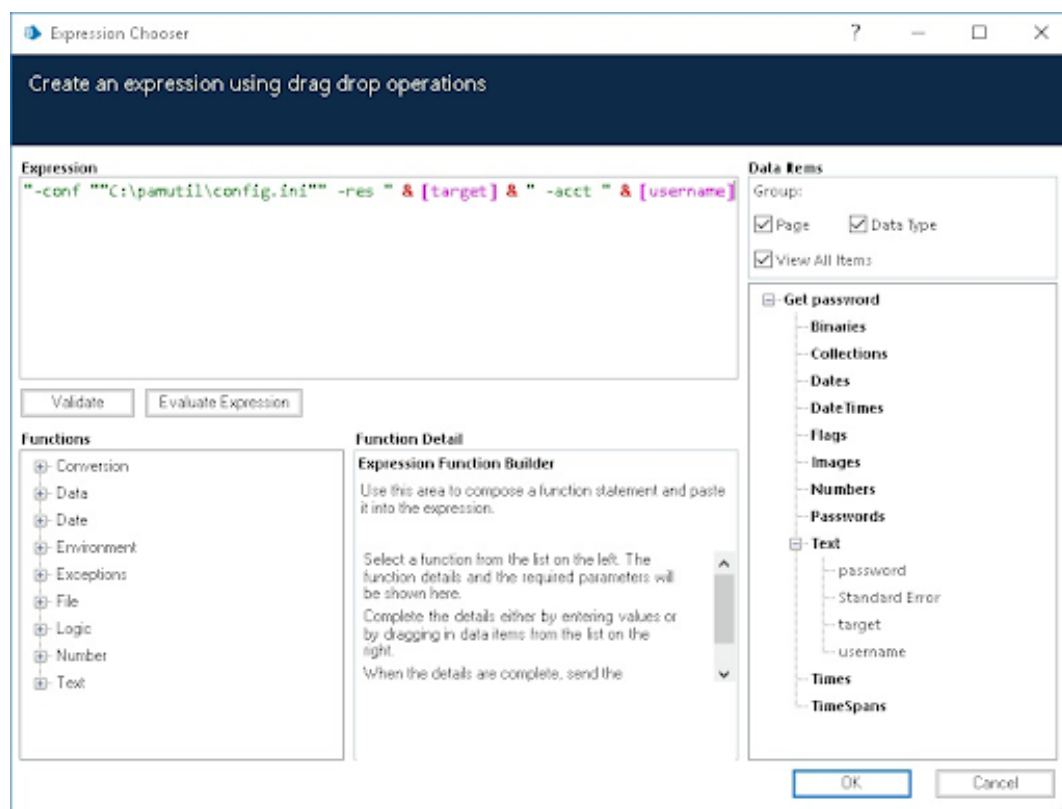 Expression Chooser
Create an expression using drag drop operations
Expression
"-conf ""C:\pamutil\config.ini"" -res " & [target] & " -acct " & [username]
Validate
Evaluate Expression
Functions
Conversion
Data
Date
Environment
Exceptions
File
Logic
Number
Text
Function Detail
Expression Function Builder
Use this area to compose a function statement and paste
it into the expression.
Select a function from the list on the left. The
function details and the required parameters will
be shown here.
Complete the details either by entering values or
by dragging in data items from the list on the
right.
When the details are complete, send the
Data Items
Group:
Page
Data Type
View All Items
Get password
Binaries
Collections
Dates
DateTimes
Flags
Images
Numbers
Passwords
Text
password
Standard Error
target
username
Times
TimeSpans
OK
Cancel